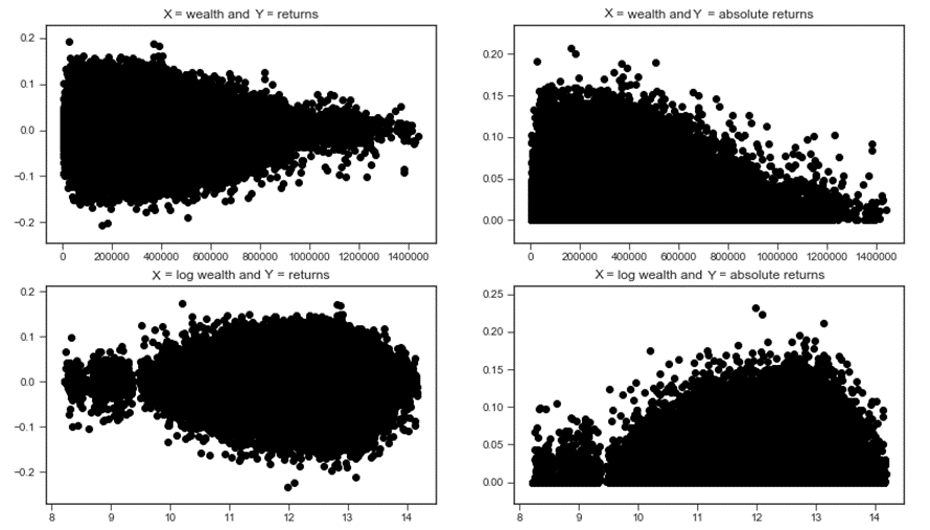 X = wealth and Y = returns
0.2
0.1
0.0
−0.1
−0.2
0 200000 400000 600000 800000 1000000 1200000 1400000
X = wealth and Y = absolute returns
0.20
0.15
0.10
0.05
0.00
0 200000 400000 600000 800000 1000000 1200000 1400000
X = log wealth and Y = returns
0.2
0.1
0.0
−0.1
−0.2
8 9 10 11 12 13 14
X = log wealth and Y = absolute returns
0.25
0.20
0.15
0.10
0.05
0.00
8 9 10 11 12 13 14